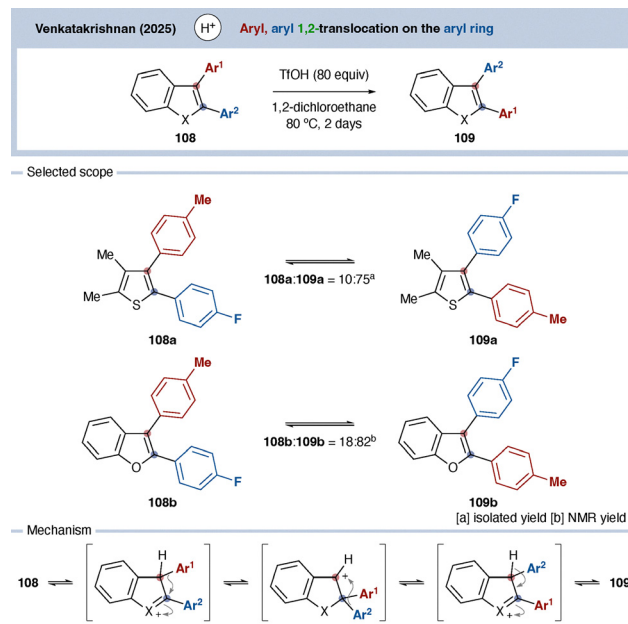 Venkatakrishnan (2025) H+ Aryl, aryl 1,2-translocation on the aryl ring
Ar1
Ar2
X
108
TfOH (80 equiv)
1,2-dichloroethane
80 ºC, 2 days
Ar2
Ar1
X
109
Selected scope
Me
Me
Me
S
F
108a
108a:109a = 10:75a
F
Me
Me
S
Me
109a
Me
O
F
108b
108b:109b = 18:82b
F
O
Me
109b
[a] isolated yield [b] NMR yield
Mechanism
108
H
Ar1
Ar2
X+
H
+
Ar1
X
Ar2
H
Ar2
Ar1
X+
109